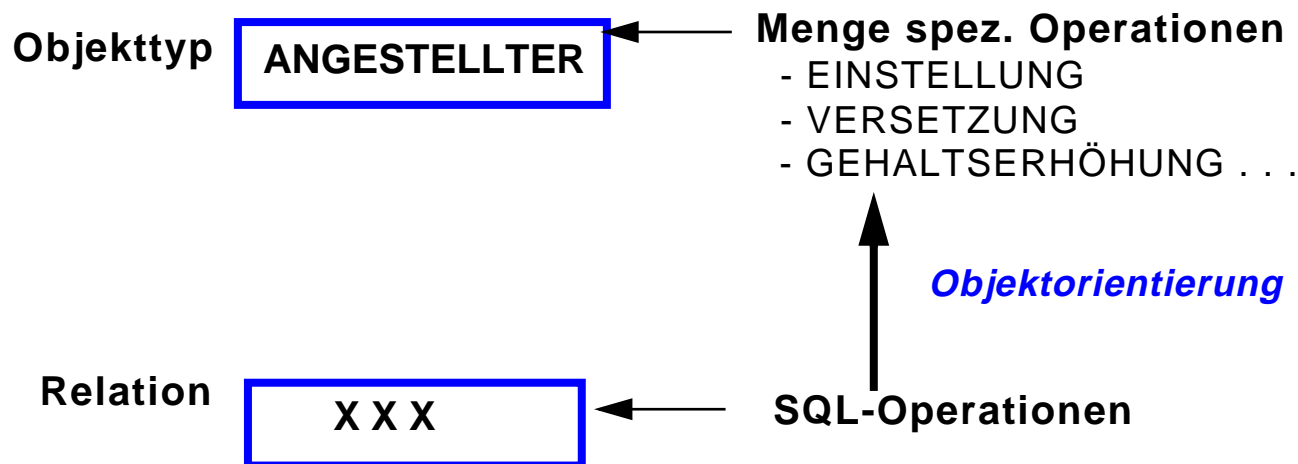 Objekttyp
ANGESTELLTER
Menge spez. Operationen
- EINSTELLUNG
- VERSETZUNG
- GEHALTSERHÖHUNG . . .
Objektorientierung
Relation
X X X
SQL-Operationen